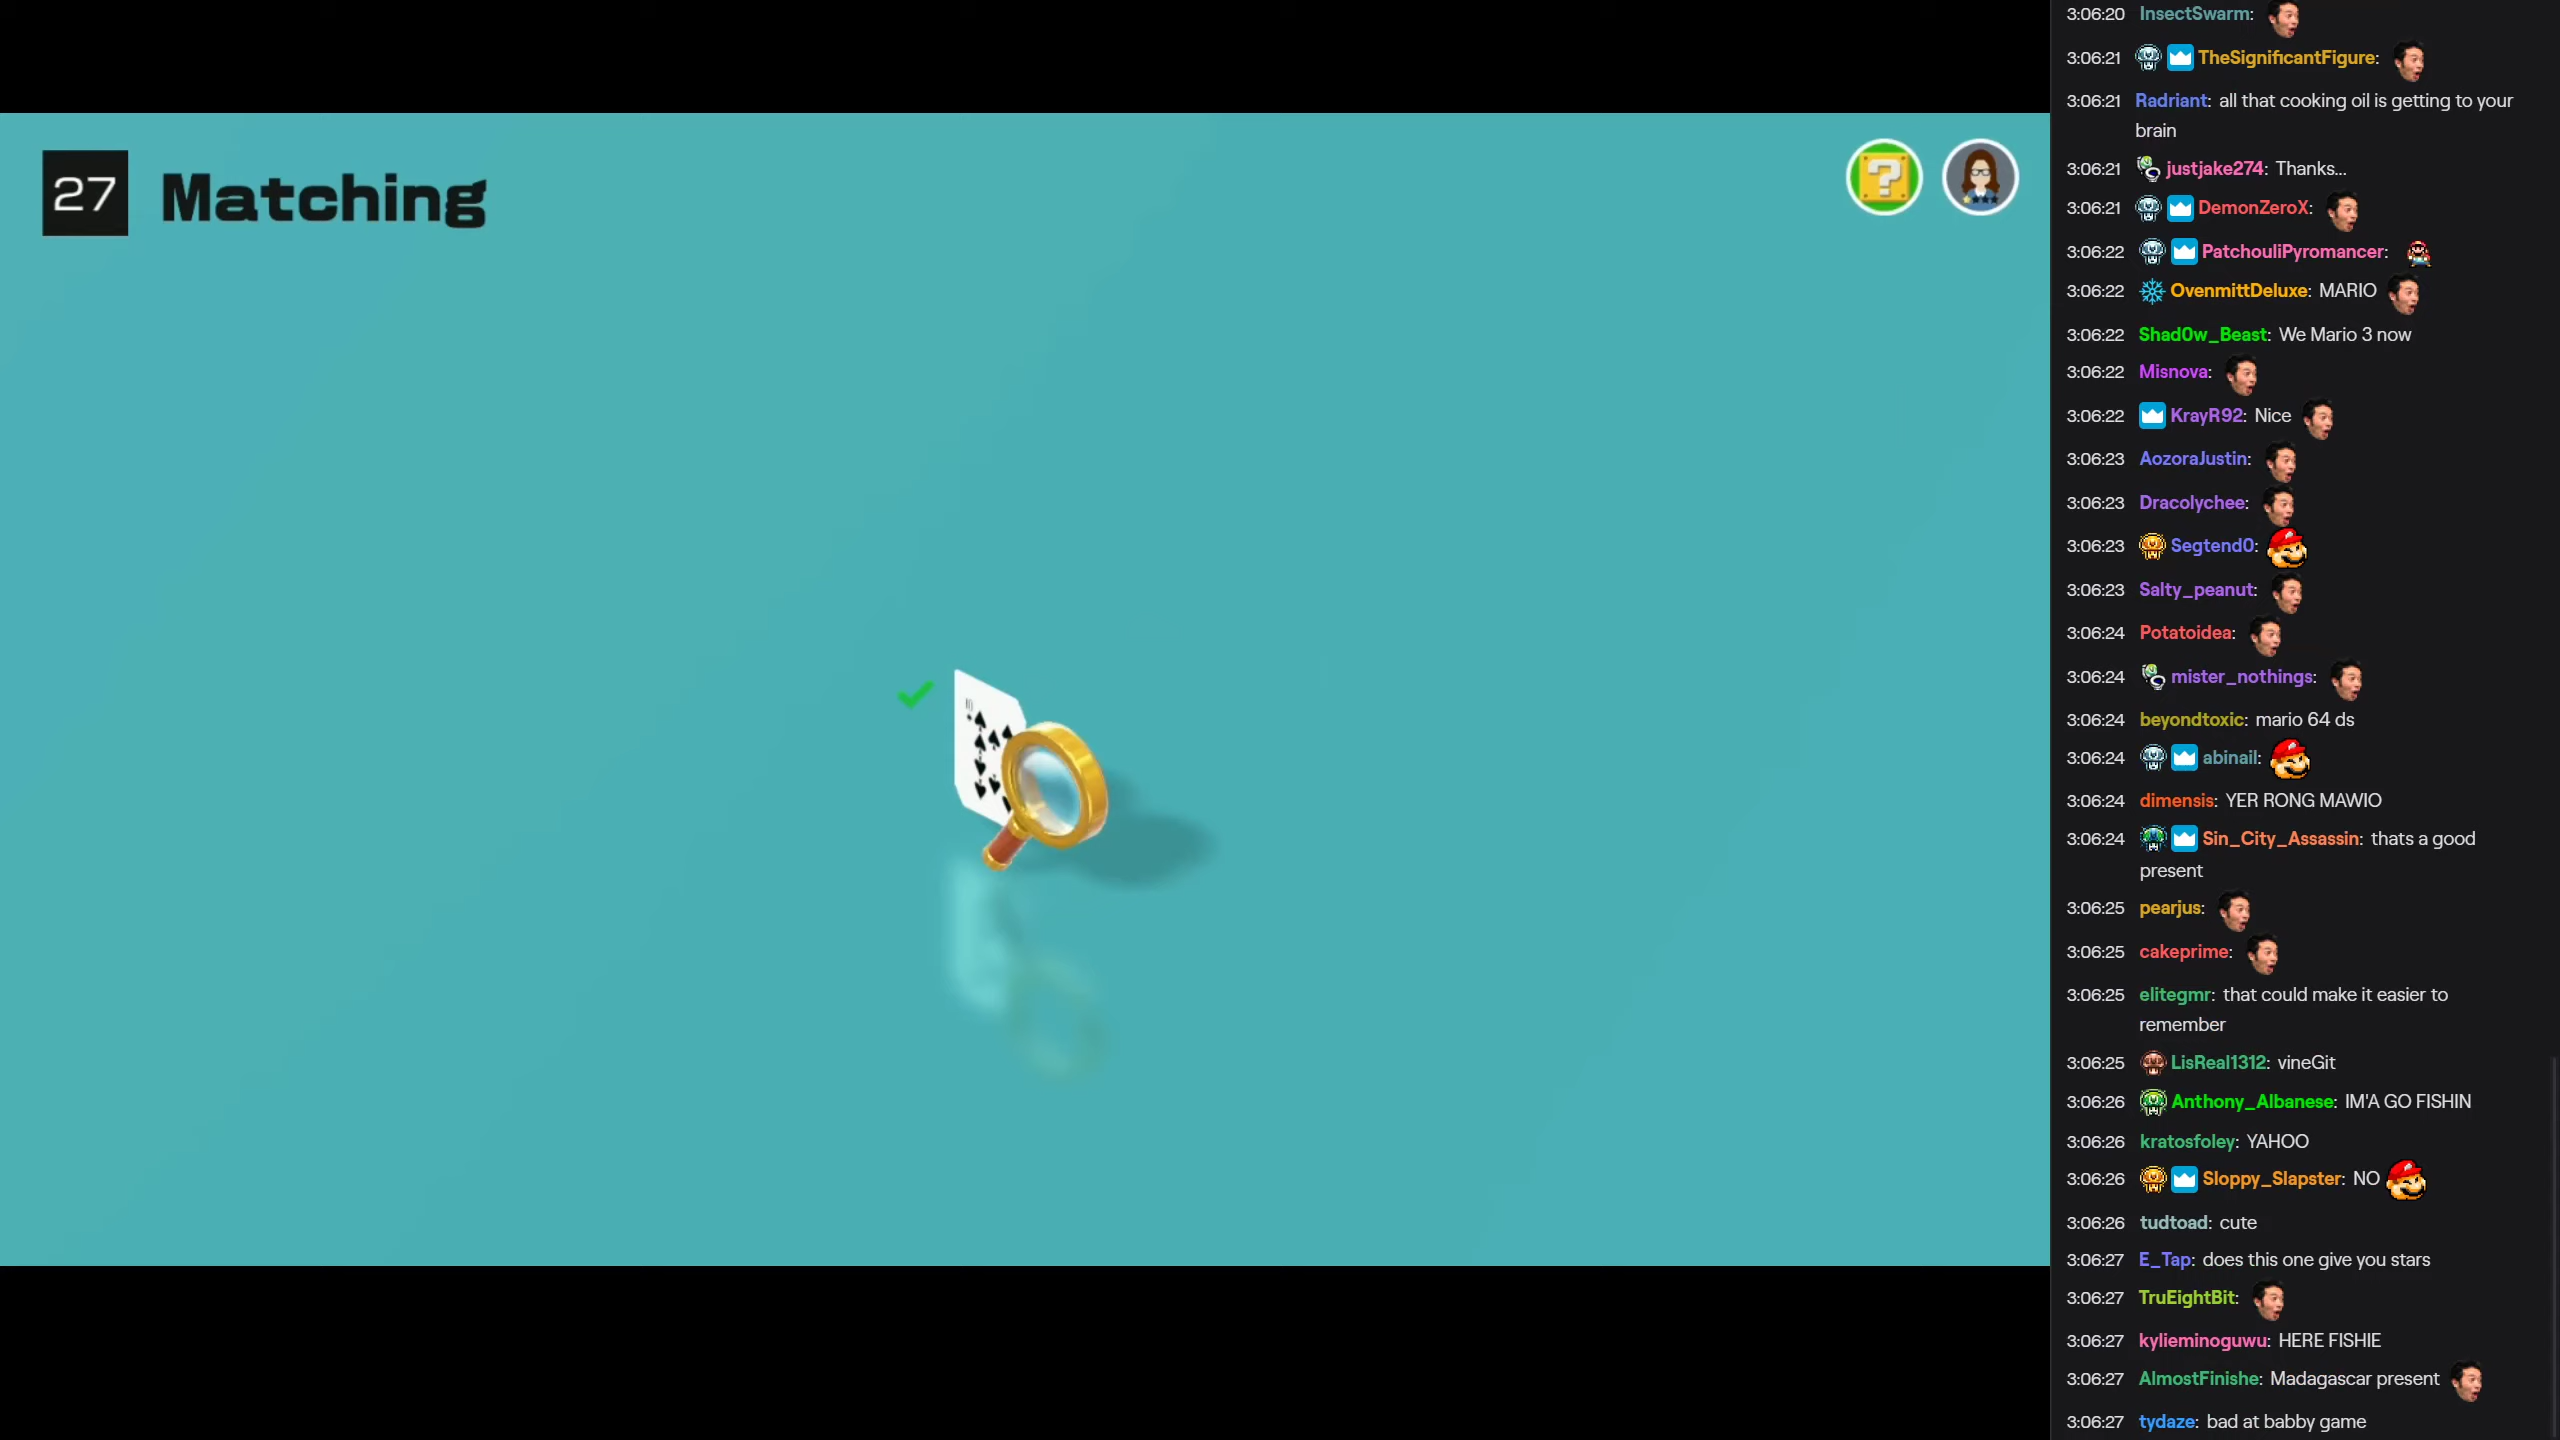 27 Matching
?
3:06:20 InsectSwarm:
3:06:21 TheSignificantFigure:
3:06:21 Radriant: all that cooking oil is getting to your
brain
3:06:21 justjake274: Thanks...
3:06:21 DemonZeroX:
3:06:22 PatchouliPyromancer:
3:06:22 OvenmittDeluxe: MARIO
3:06:22 Shad0w_Beast: We Mario 3 now
3:06:22 Misnova:
3:06:22 KrayR92: Nice
3:06:23 AozoraJustin:
3:06:23 Dracolychee:
3:06:23 Segtend0:
3:06:23 Salty_peanut:
3:06:24 Potatoidea:
3:06:24 mister_nothings:
3:06:24 beyondtoxic: mario 64 ds
3:06:24 abinail:
3:06:24 dimensis: YER RONG MAWIO
3:06:24 Sin_City_Assassin: thats a good
present
3:06:25 pearjus:
3:06:25 cakeprime:
3:06:25 elitegmr: that could make it easier to
remember
3:06:25 LisReal1312: vineGit
3:06:26 Anthony_Albanese: IM'A GO FISHIN
3:06:26 kratosfoley: YAHOO
3:06:26 Sloppy_Slapster: NO
3:06:26 tudtoad: cute
3:06:27 E_Tap: does this one give you stars
3:06:27 TruEightBit:
3:06:27 kylieminoguwu: HERE FISHIE
3:06:27 AlmostFinishe: Madagascar present
3:06:27 tydaze: bad at babby game